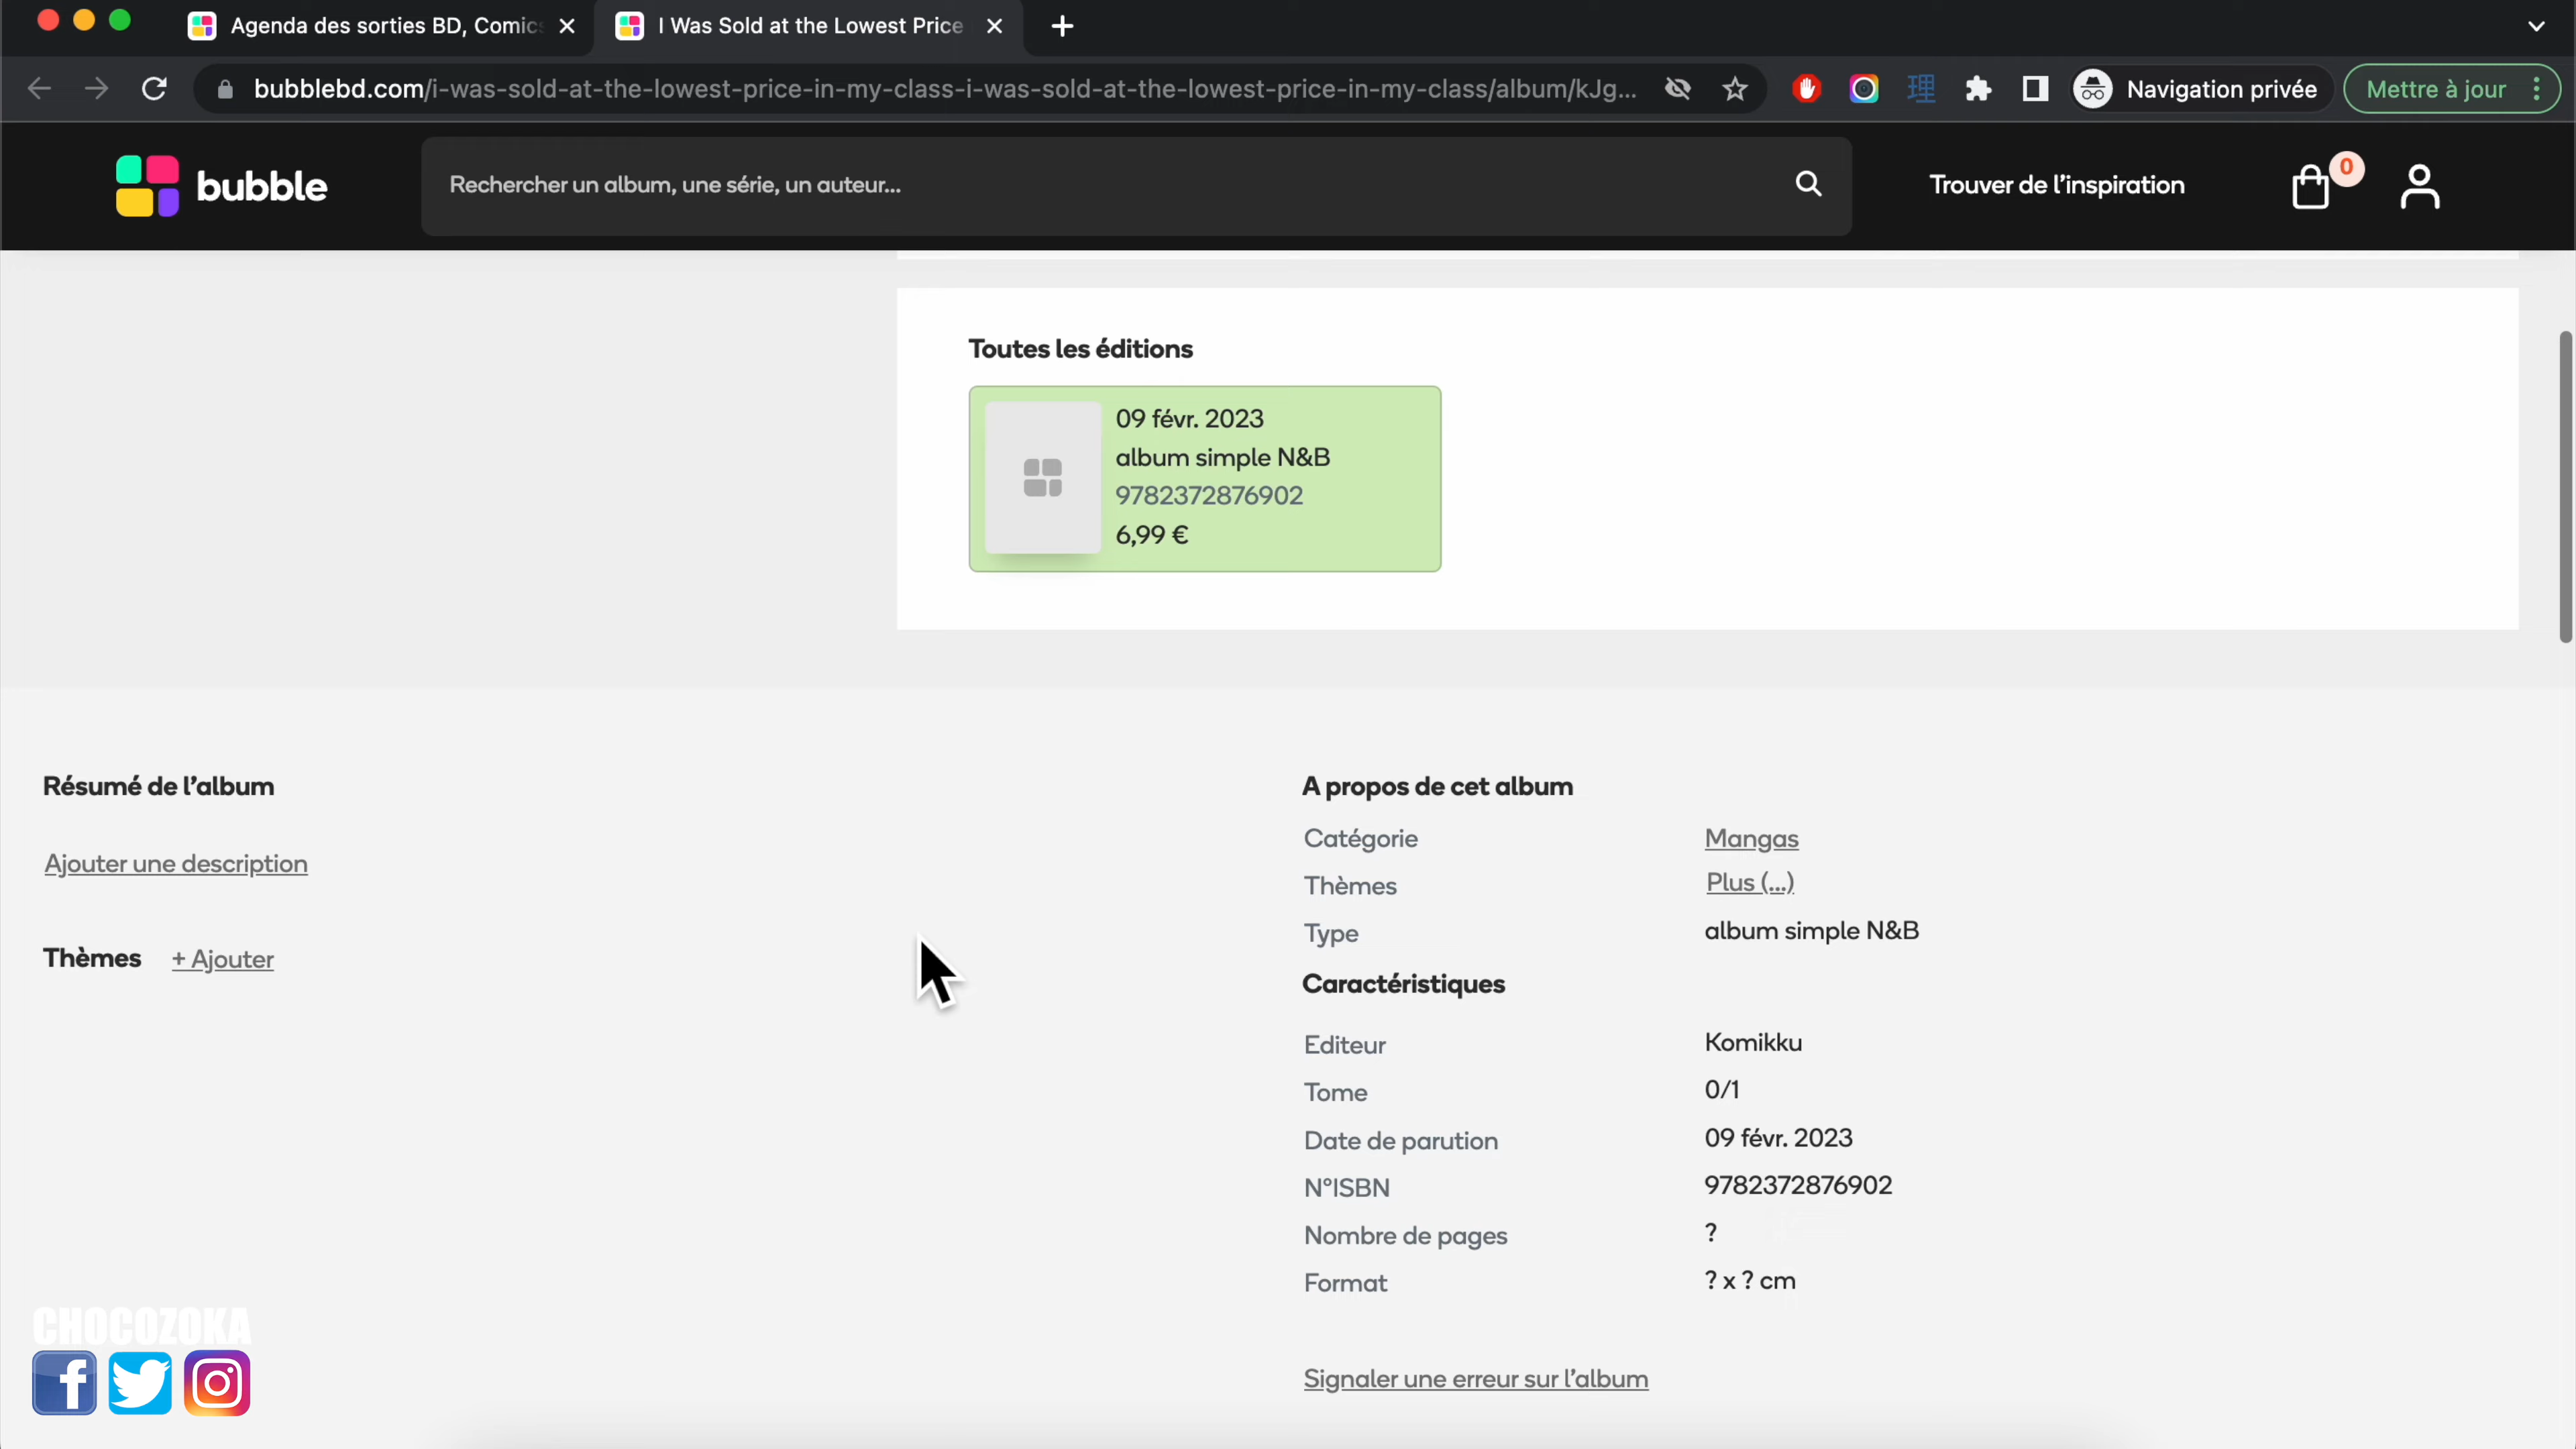 Agenda des sorties BD, Comics
I Was Sold at the Lowest Price
bubblebd.com/i-was-sold-at-the-lowest-price-in-my-class-i-was-sold-at-the-lowest-price-in-my-class/album/kJg...
理
Navigation privée
Mettre à jour
bubble
Rechercher un album, une série, un auteur...
Trouver de l'inspiration
0
Toutes les éditions
09 févr. 2023
album simple N&B
9782372876902
6,99 €
Résumé de l'album
Ajouter une description
Thèmes + Ajouter
A propos de cet album
Catégorie Mangas
Thèmes Plus (...)
Type album simple N&B
Caractéristiques
Editeur Komikku
Tome 0/1
Date de parution 09 févr. 2023
N°ISBN 9782372876902
Nombre de pages ?
Format ? x ? cm
Signaler une erreur sur l'album
CHOCOZOKA